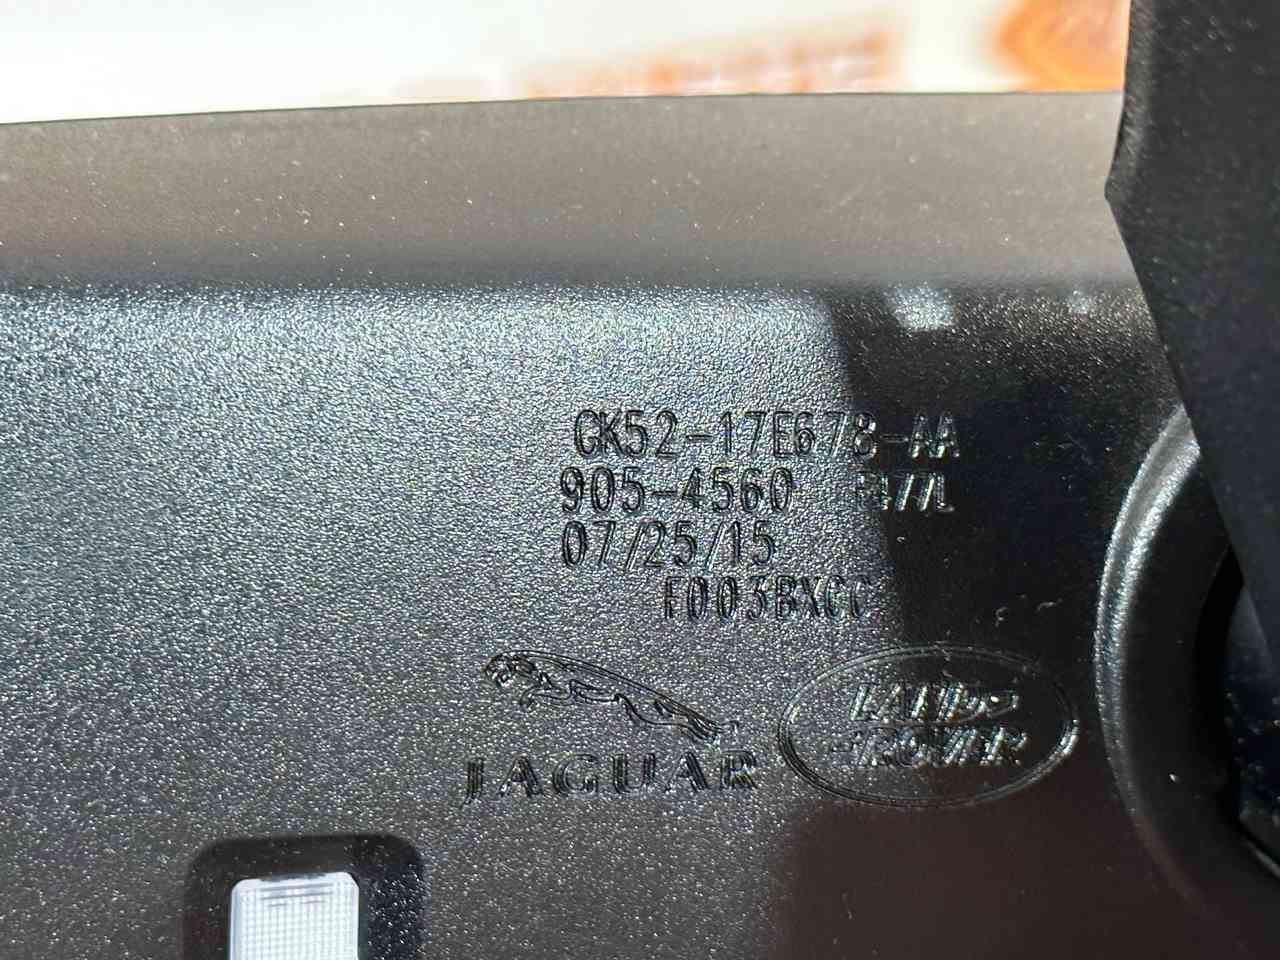 GK52-17E678-AA
905-4560
07/25/15
F003BXCC
JAGUAR
LAND
ROVER